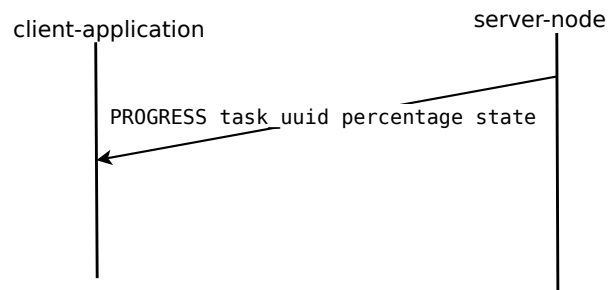 client-application
server-node
PROGRESS task_uuid percentage state